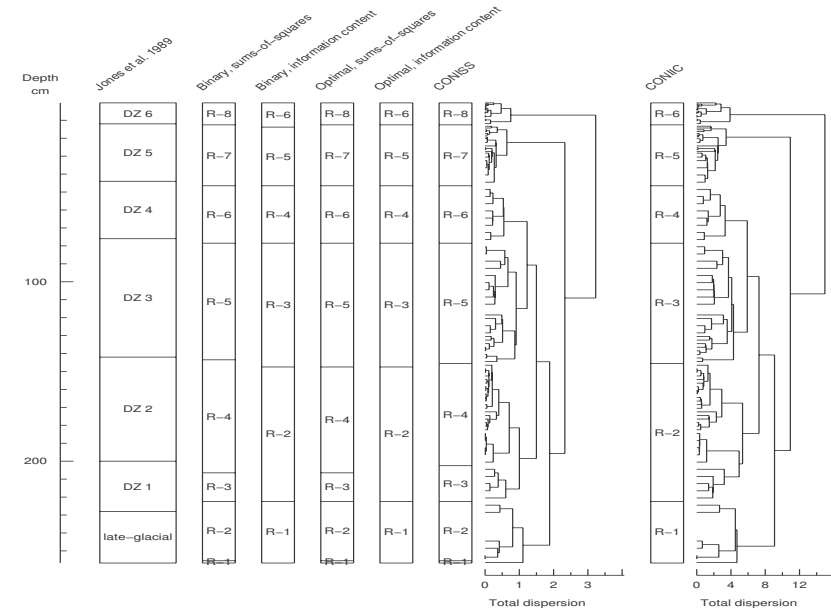 Depth
cm
Jones et al. 1989
Binary, sums−of−squares
Binary, information content
Optimal, sums−of−squares
Optimal, information content
CONISS
CONIIC
100
200
DZ 6
DZ 5
DZ 4
DZ 3
DZ 2
DZ 1
late−glacial
R−8
R−7
R−6
R−5
R−4
R−3
R−2
R−1
R−6
R−5
R−4
R−3
R−2
R−1
R−8
R−7
R−6
R−5
R−4
R−3
R−2
R−1
R−6
R−5
R−4
R−3
R−2
R−1
R−8
R−7
R−6
R−5
R−4
R−3
R−2
R−1
0 1 2 3
Total dispersion
R−6
R−5
R−4
R−3
R−2
R−1
0 4 8 12
Total dispersion